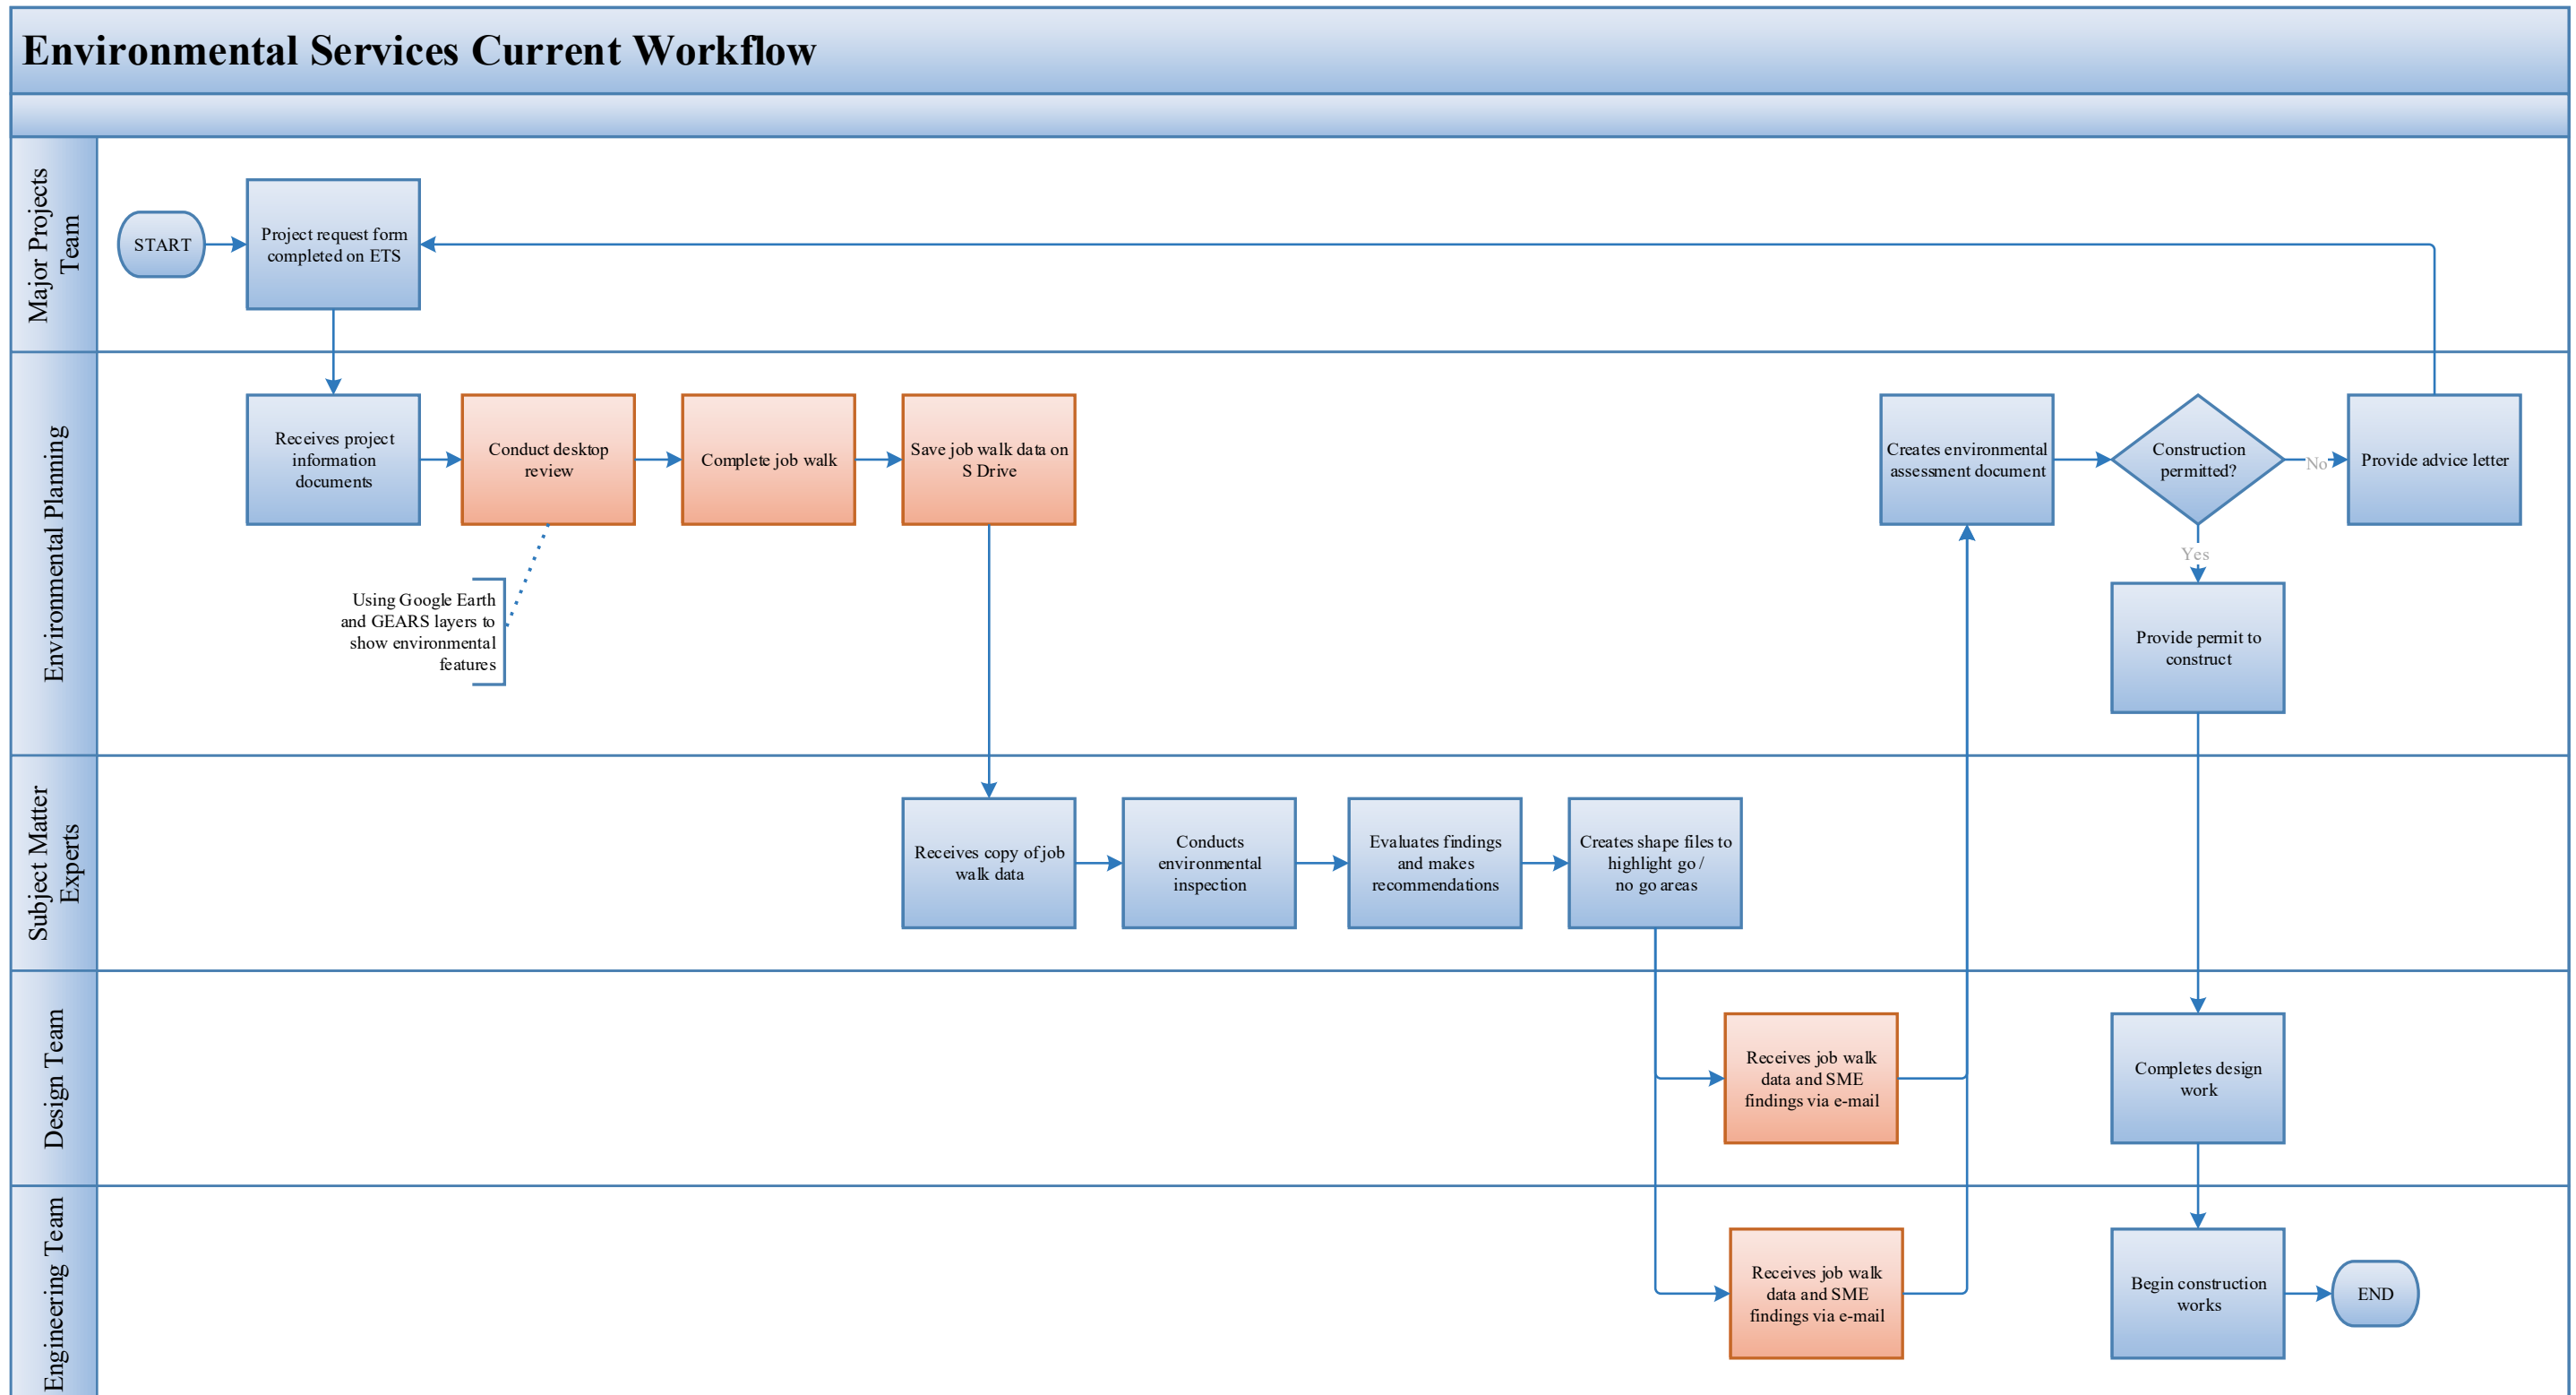 Environmental Services Current Workflow
Major Projects
Team
START
Project request form
completed on ETS
Environmental Planning
Receives project
information
documents
Conduct desktop
review
Complete job walk
Save job walk data on
S Drive
Using Google Earth
and GEARS layers to
show environmental
features
Creates environmental
assessment document
Construction
permitted?
No
Provide advice letter
Yes
Provide permit to
construct
Subject Matter
Experts
Receives copy of job
walk data
Conducts
environmental
inspection
Evaluates findings
and makes
recommendations
Creates shape files to
highlight go /
no go areas
Design Team
Receives job walk
data and SME
findings via e-mail
Completes design
work
Engineering Team
Receives job walk
data and SME
findings via e-mail
Begin construction
works
END